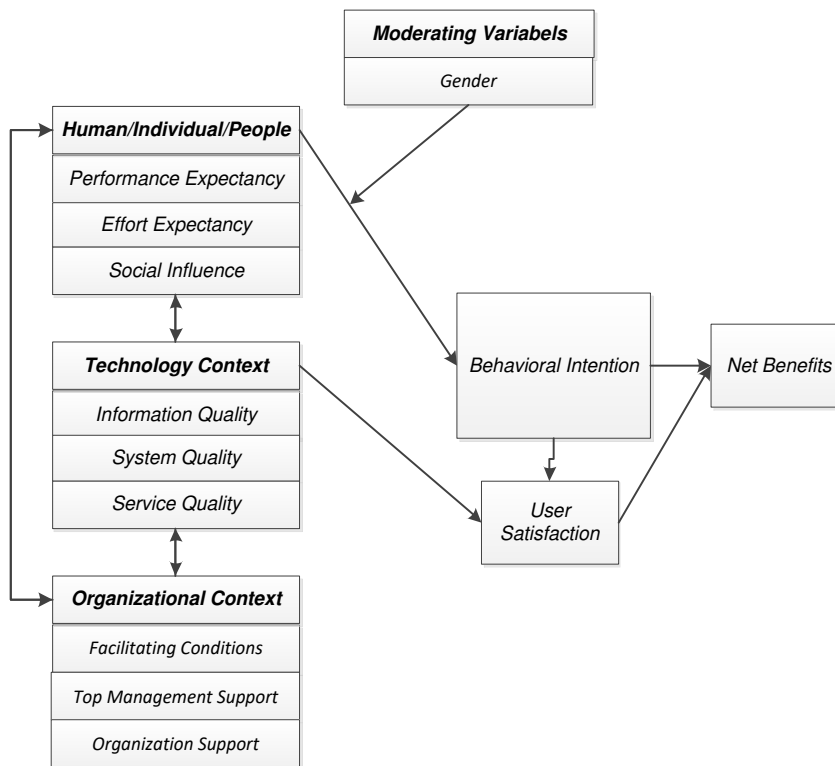 Moderating Variabels
Gender
Human/Individual/People
Performance Expectancy
Effort Expectancy
Social Influence
Technology Context
Information Quality
System Quality
Service Quality
Organizational Context
Facilitating Conditions
Top Management Support
Organization Support
Behavioral Intention
User
Satisfaction
Net Benefits